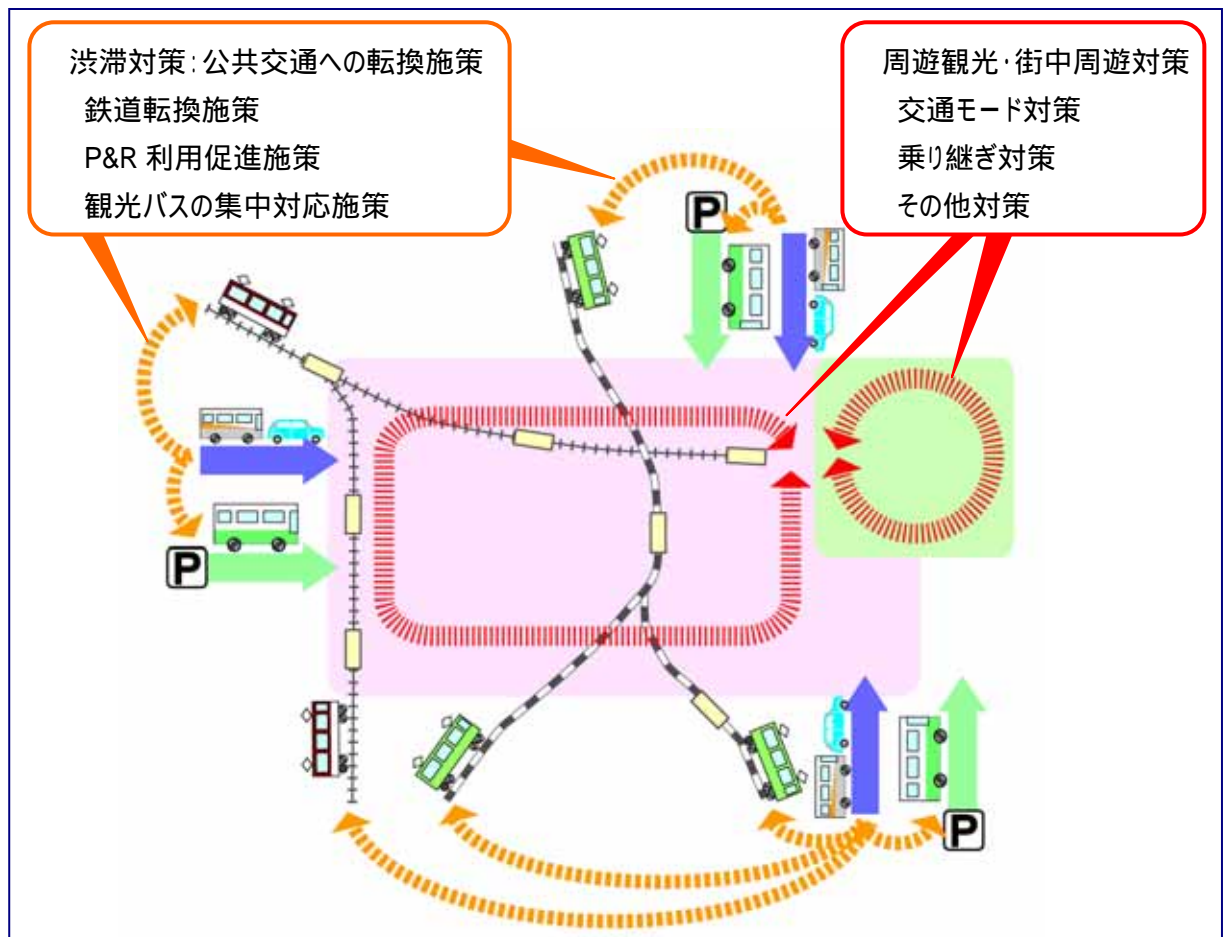 渋滞対策：公共交通への転換施策
鉄道転換施策
P&R 利用促進施策
観光バスの集中対応施策
周遊観光・街中周遊対策
交通モード対策
乗り継ぎ対策
その他対策
P
P
P